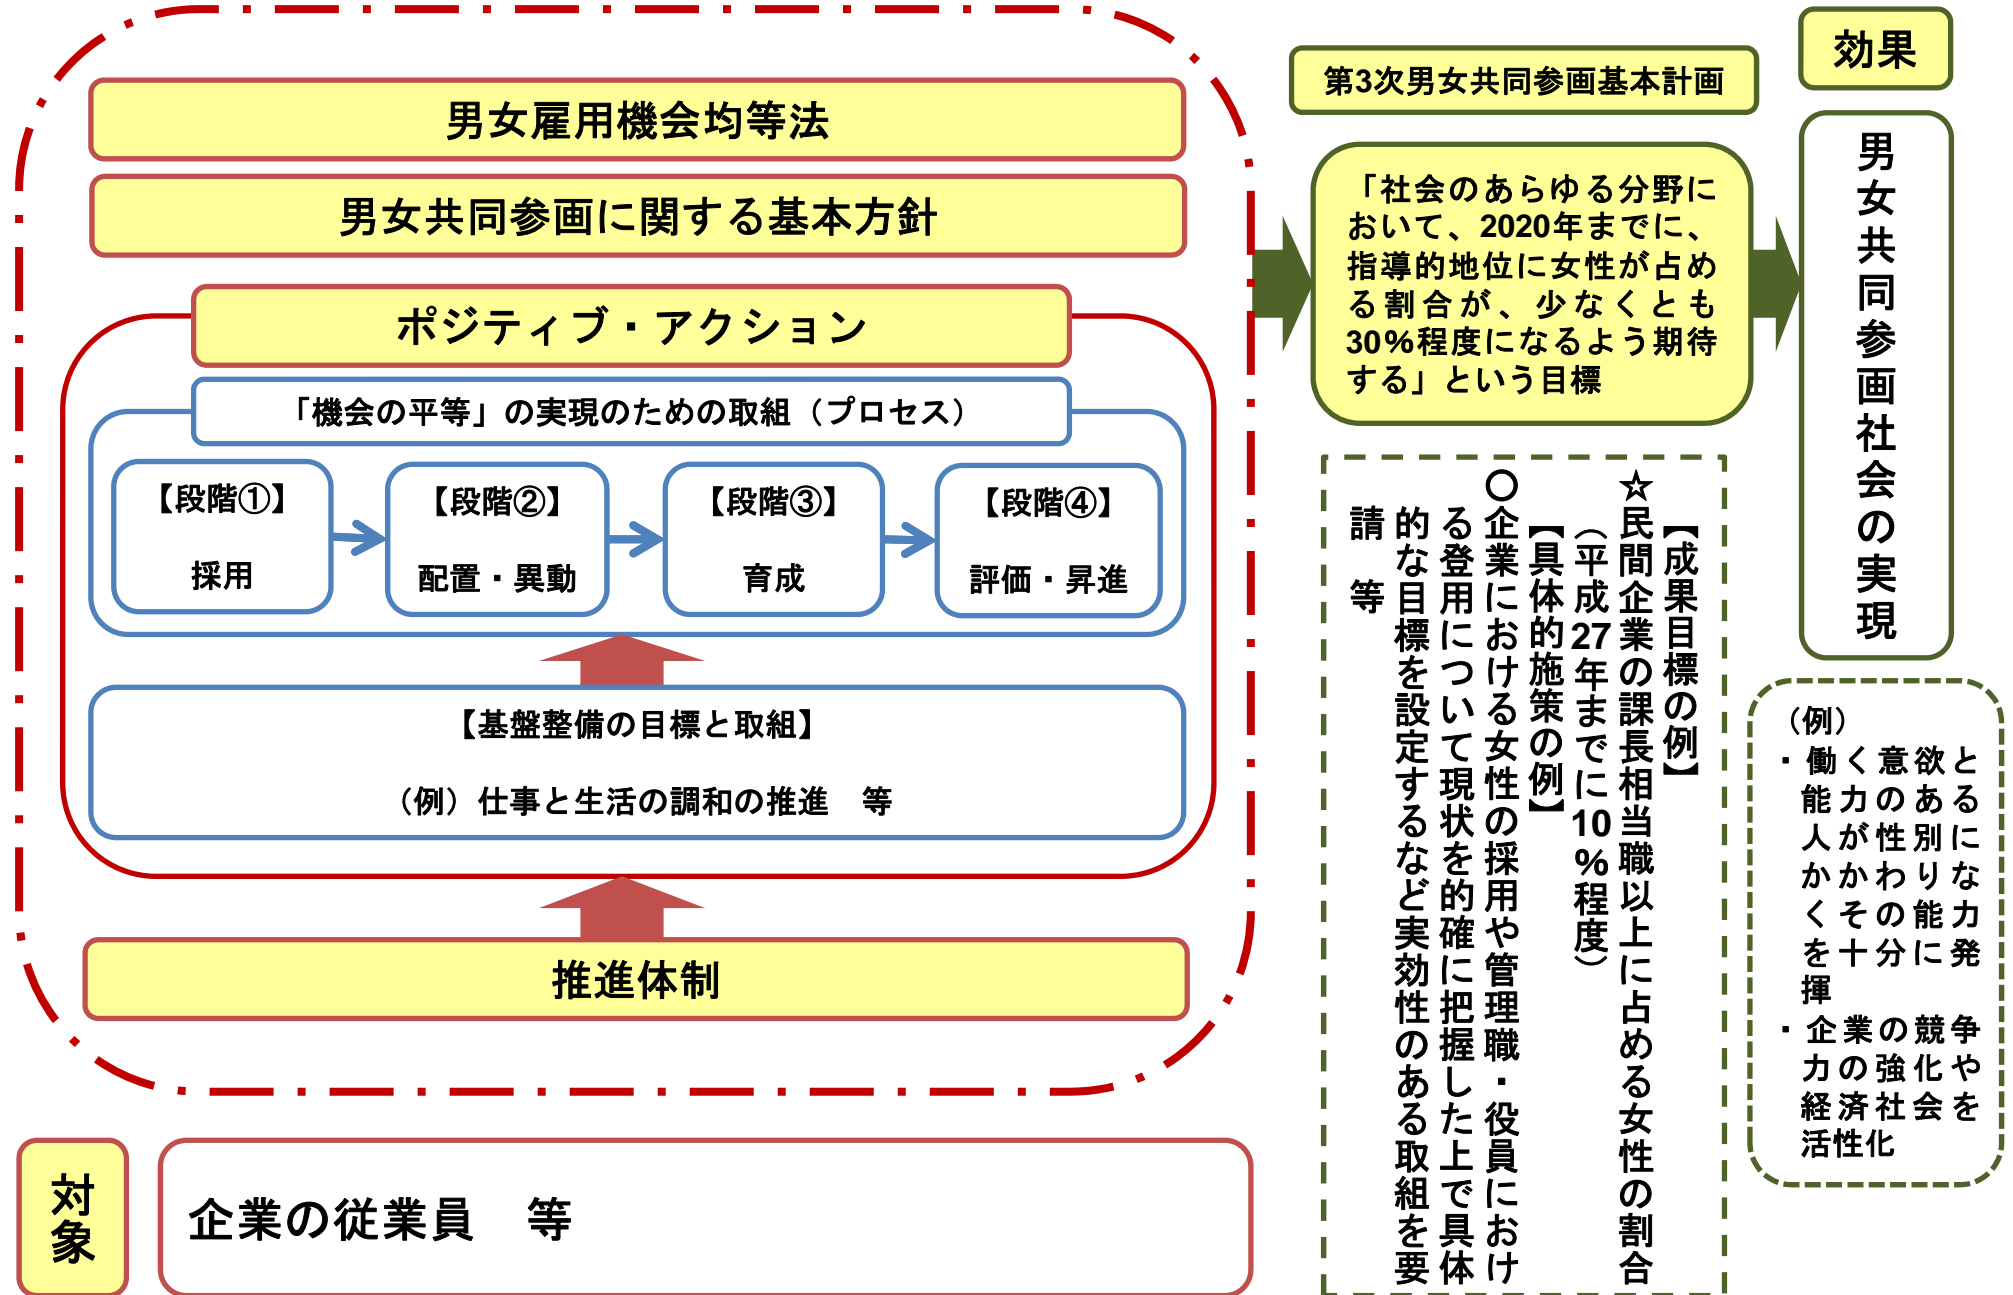 男女雇用機会均等法
男女共同参画に関する基本方針
ポジティブ・アクション
「機会の平等」の実現のための取組（プロセス）
【段階①】
採用
【段階②】
配置・異動
【段階③】
育成
【段階④】
評価・昇進
【基盤整備の目標と取組】
（例）仕事と生活の調和の推進　等
推進体制
対象
企業の従業員　等
第3次男女共同参画基本計画
「社会のあらゆる分野に
おいて、2020年までに、
指導的地位に女性が占め
る割合が、少なくとも
30%程度になるよう期待
する」という目標
【成果目標の例】
☆民間企業の課長相当職以上に占める女性の割合
（平成27年までに10%程度）
【具体的施策の例】
○企業における女性の採用や管理職・役員におけ
る登用について現状を的確に把握した上で具体
的な目標を設定するなど実効性のある取組を要
請　等
効果
男女共同参画社会の実現
（例）
・働く意欲と
能力のある
人が性別に
かかわりな
くその能力
を十分に発
揮
・企業の競争
力の強化や
経済社会を
活性化